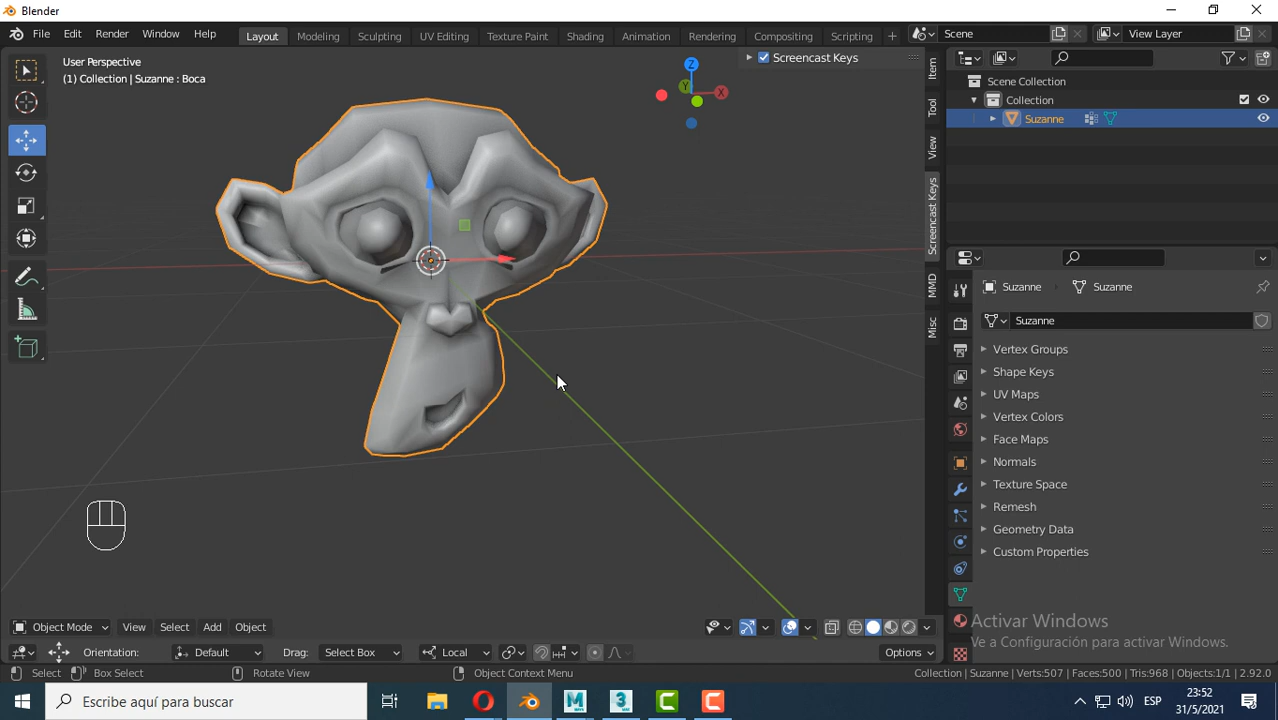 Blender
File Edit Render Window Help Layout Modeling Sculpting UV Editing Texture Paint Shading Animation Rendering Compositing Scripting + Scene View Layer
User Perspective
(1) Collection | Suzanne : Boca
Screencast Keys
Z
Y
X
Item
Tool
View
Screencast Keys
MMD
Misc
Scene Collection
Collection
Suzanne
Suzanne Suzanne
Suzanne
Vertex Groups
Shape Keys
UV Maps
Vertex Colors
Face Maps
Normals
Texture Space
Remesh
Geometry Data
Custom Properties
Activar Windows
Ve a Configuración para activar Windows.
Object Mode View Select Add Object
Orientation: Default Drag: Select Box Local Options
Select Box Select Rotate View Object Context Menu Collection | Suzanne | Verts:507 | Faces:500 | Tris:968 | Objects:1/1 | 2.92.0
Escribe aquí para buscar
ESP
23:52
31/5/2021